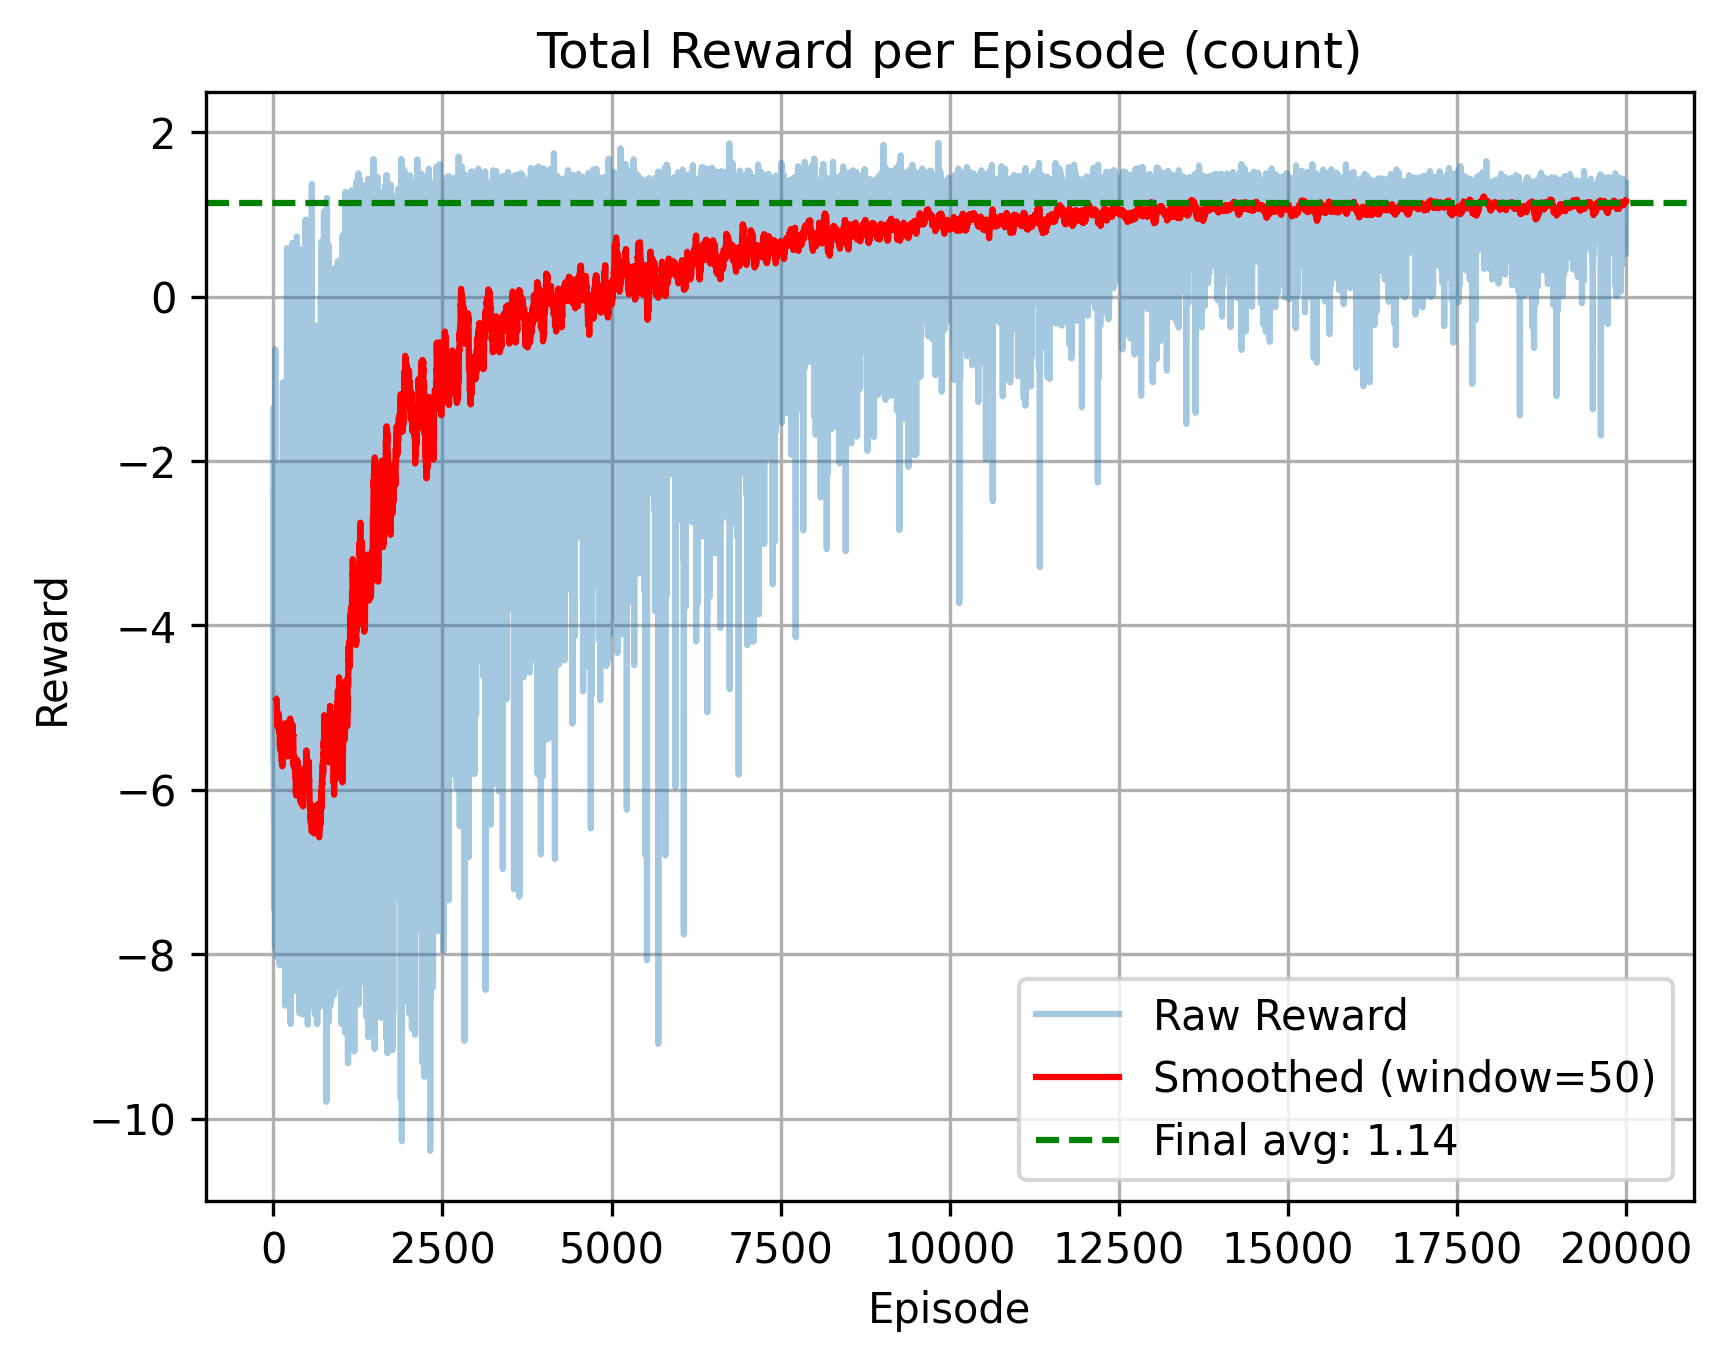 Total Reward per Episode (count)
2
0
−2
−4
−6
−8
−10
Reward
0 2500 5000 7500 10000 12500 15000 17500 20000
Episode
Raw Reward
Smoothed (window=50)
Final avg: 1.14